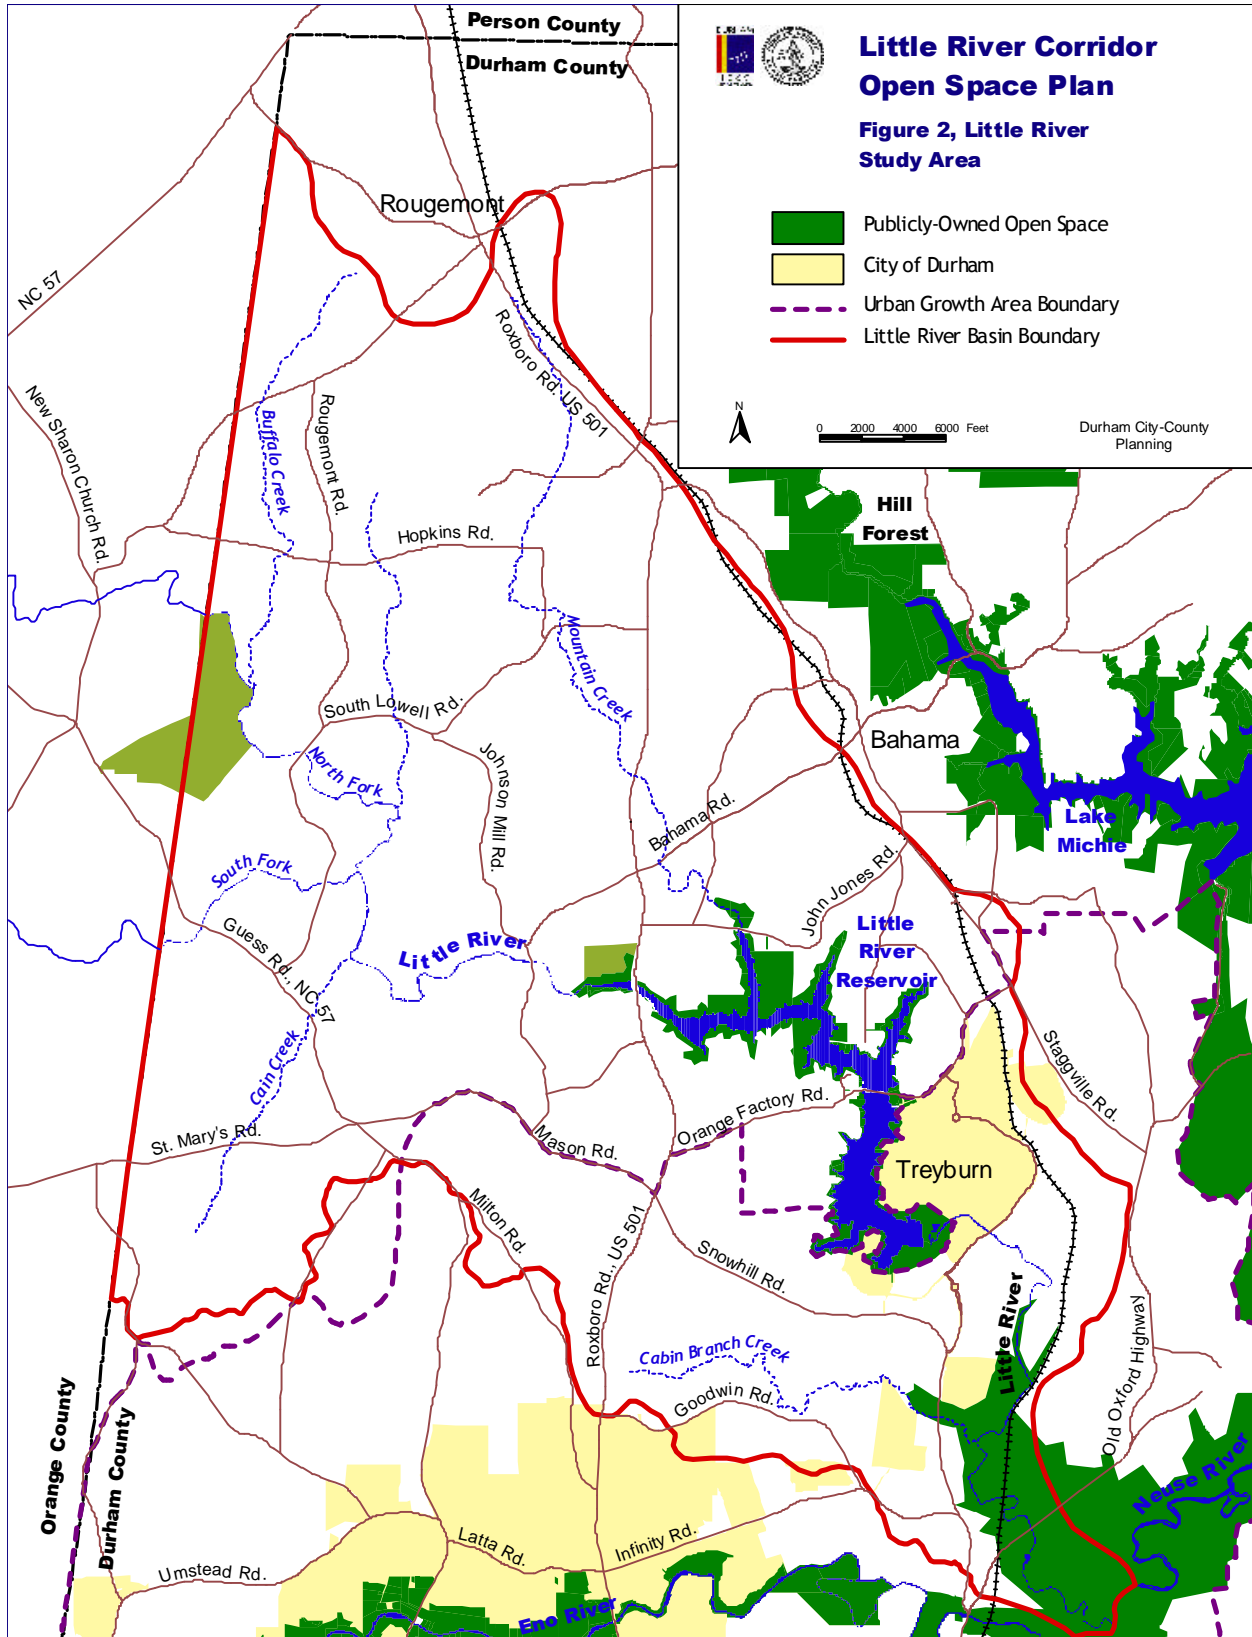 Person County
Durham County
Little River Corridor
Open Space Plan
Figure 2, Little River
Study Area
Publicly-Owned Open Space
City of Durham
Urban Growth Area Boundary
Little River Basin Boundary
N
0 2000 4000 6000 Feet
Durham City-County
Planning
Rougemont
NC 57
Roxboro Rd. US 501
New Sharon Church Rd.
Buffalo Creek
Rougemont Rd.
Hopkins Rd.
Hill
Forest
Mountain Creek
South Lowell Rd.
North Fork
Johnson Mill Rd.
Bahama
Bahama Rd.
Lake
Michie
South Fork
John Jones Rd.
Guess Rd., NC 57
Little River
Little
River
Reservoir
Cain Creek
Staggville Rd.
St. Mary's Rd.
Mason Rd.
Orange Factory Rd.
Treyburn
Milton Rd.
Roxboro Rd., US 501
Snowhill Rd.
Little River
Cabin Branch Creek
Goodwin Rd.
Old Oxford Highway
Orange County
Durham County
Neuse River
Latta Rd.
Infinity Rd.
Umstead Rd.
Eno River